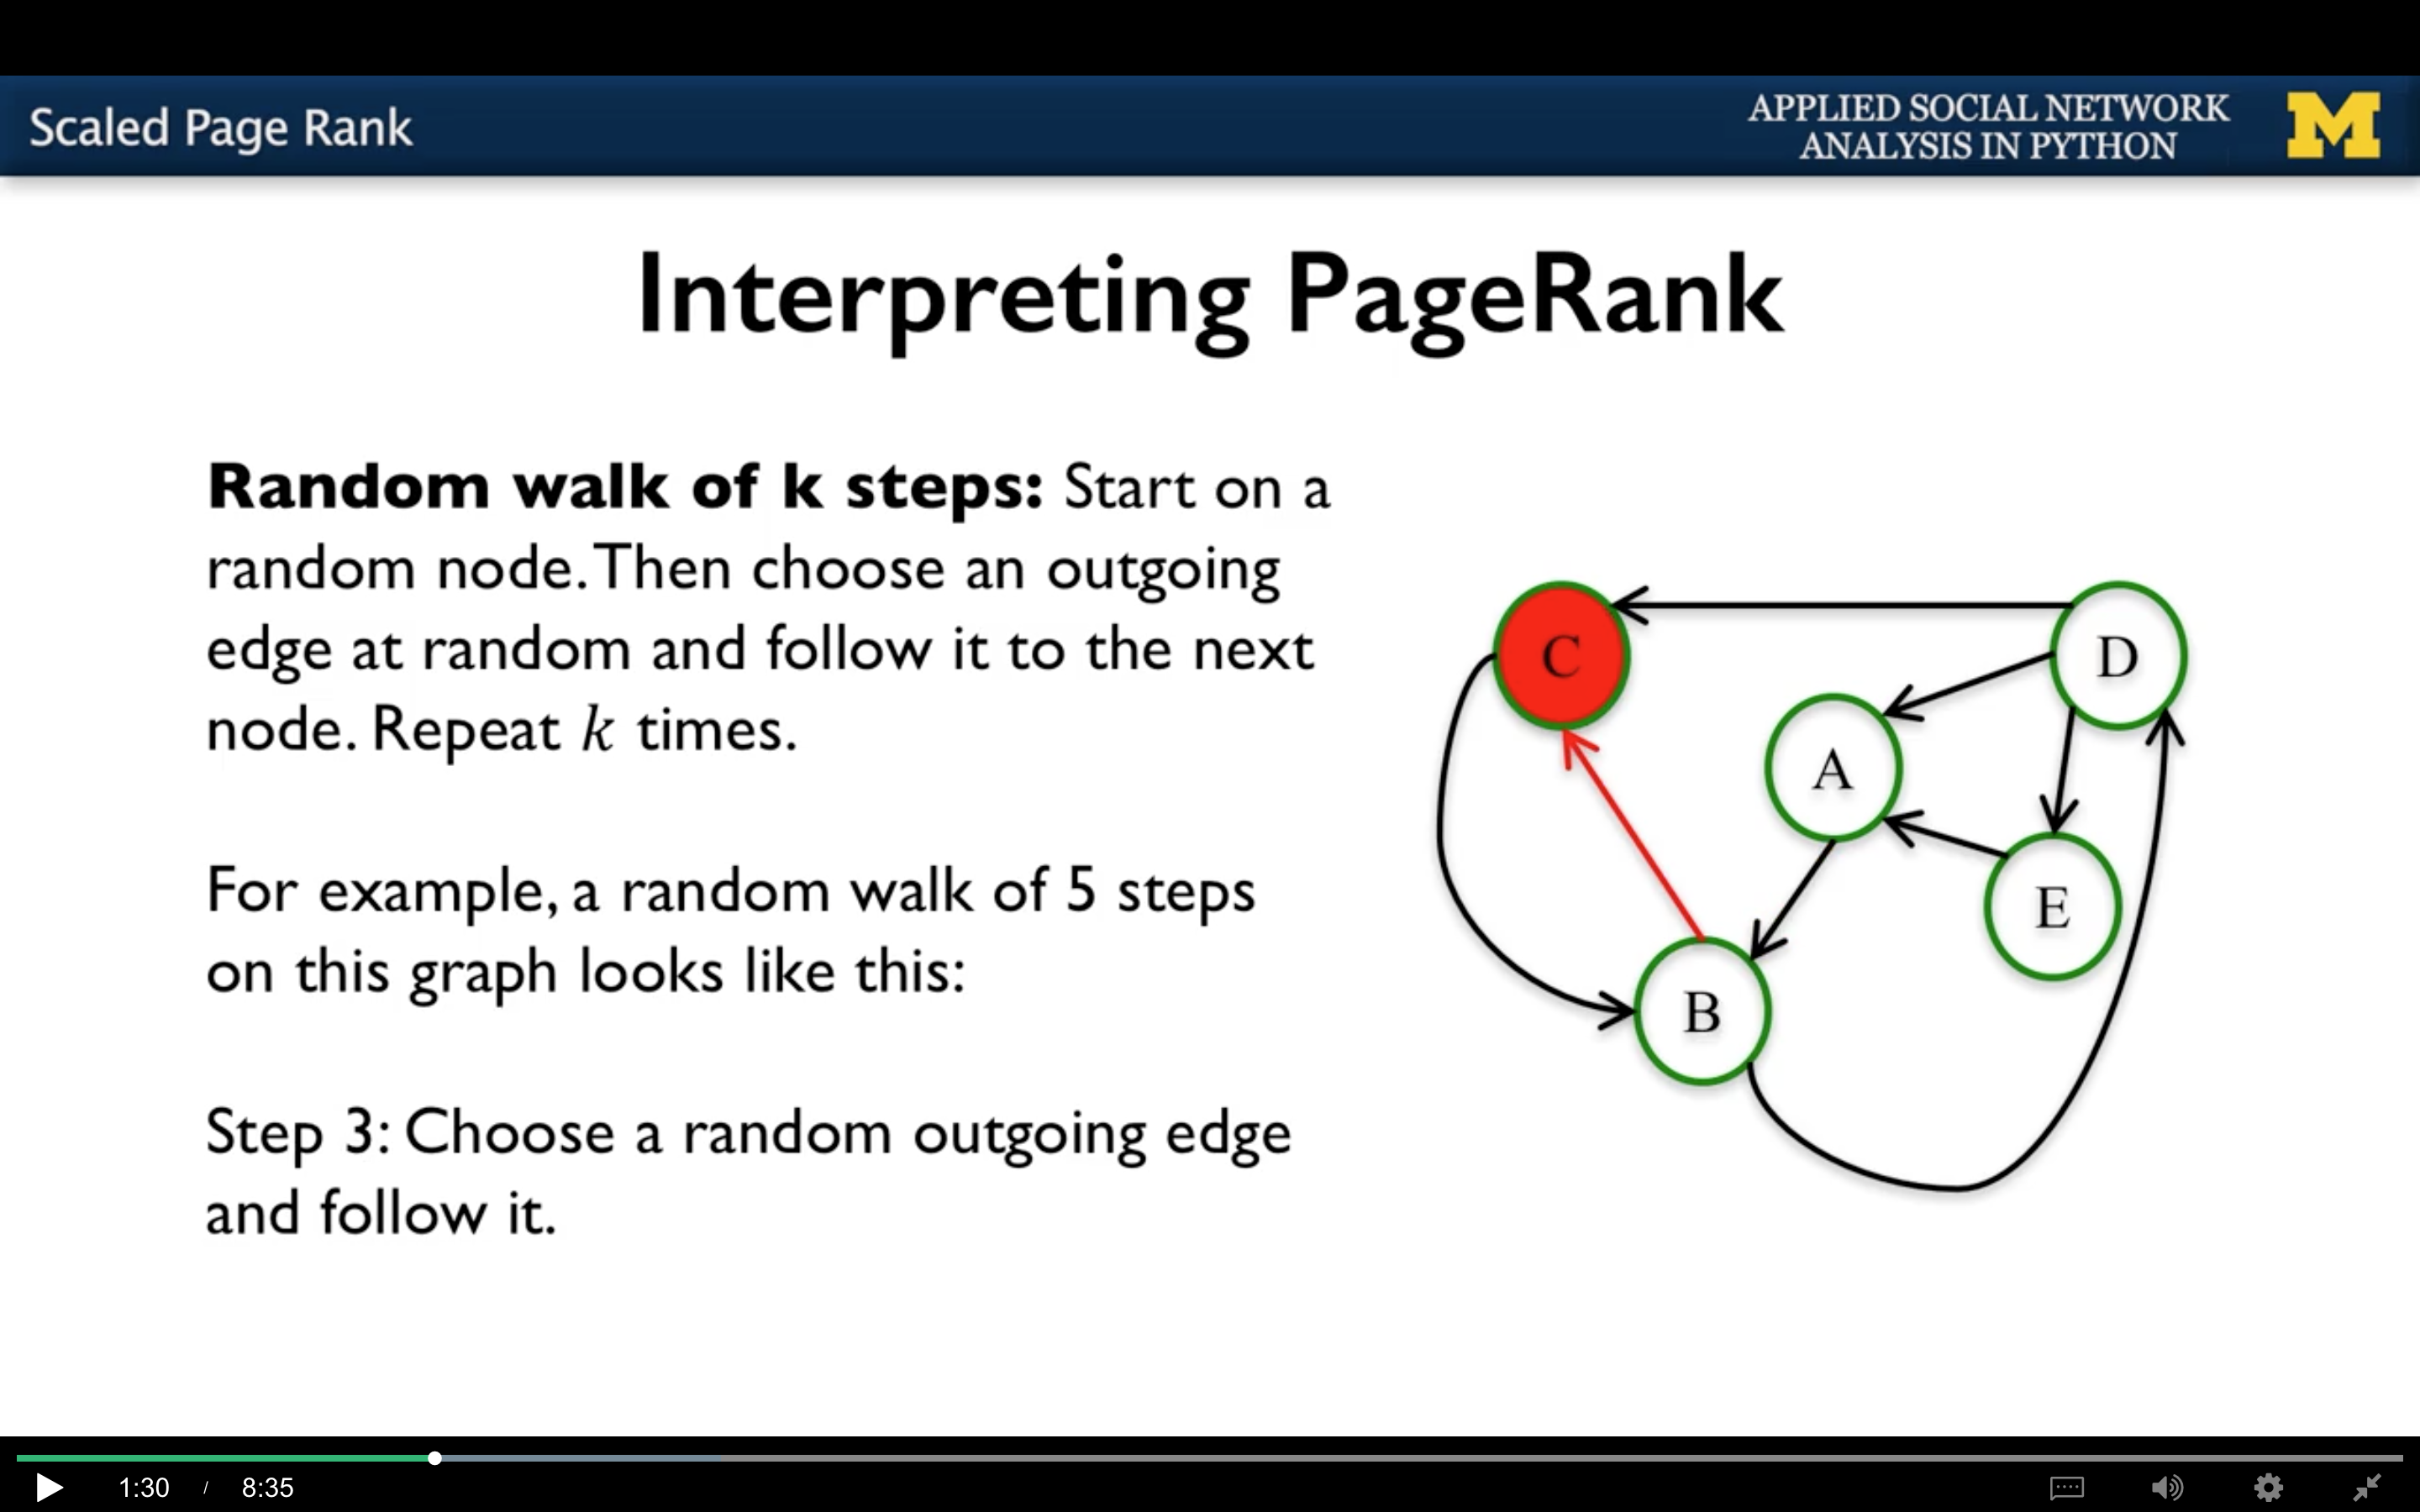 Scaled Page Rank
APPLIED SOCIAL NETWORK
ANALYSIS IN PYTHON
M
Interpreting PageRank
Random walk of k steps: Start on a
random node. Then choose an outgoing
edge at random and follow it to the next
node. Repeat k times.
For example, a random walk of 5 steps
on this graph looks like this:
Step 3: Choose a random outgoing edge
and follow it.
C
D
A
E
B
1:30 / 8:35